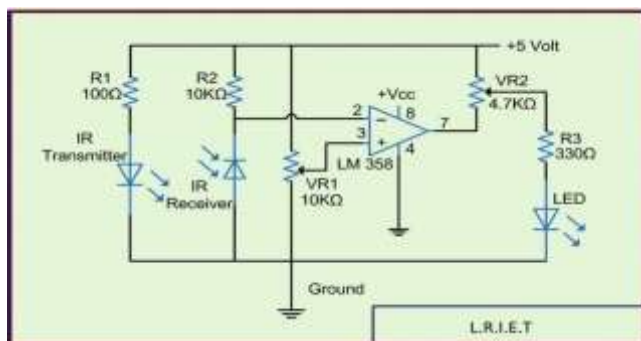 +5 Volt
R1
100Ω
R2
10KΩ
+Vcc
VR2
4.7KΩ
2
8
3
7
4
LM 358
R3
330Ω
IR
Transmitter
IR
Receiver
VR1
10KΩ
LED
Ground
L.R.I.E.T